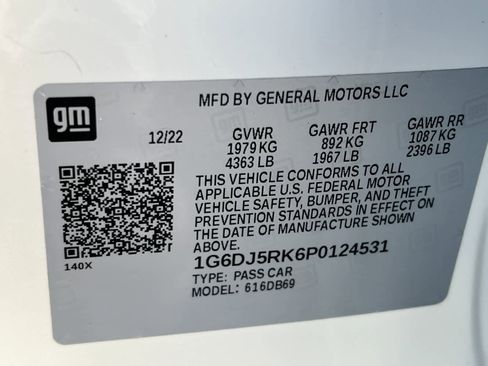 gm
MFD BY GENERAL MOTORS LLC
12/22 GVWR GAWR FRT GAWR RR
1979 KG 892 KG 1087 KG
4363 LB 1967 LB 2396 LB
THIS VEHICLE CONFORMS TO ALL
APPLICABLE U.S. FEDERAL MOTOR
VEHICLE SAFETY, BUMPER, AND THEFT
PREVENTION STANDARDS IN EFFECT ON
THE DATE OF MANUFACTURE SHOWN
ABOVE.
140X
1G6DJ5RK6P0124531
TYPE: PASS CAR
MODEL: 616DB69